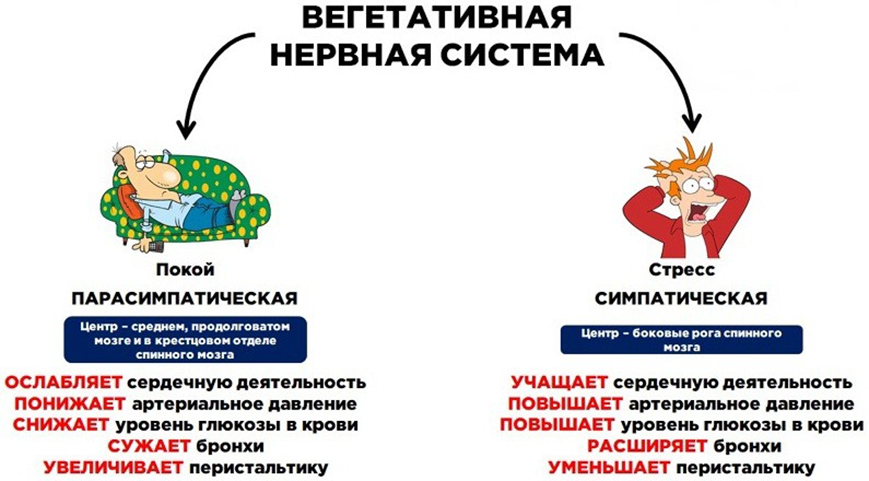 ВЕГЕТАТИВНАЯ
НЕРВНАЯ СИСТЕМА
Покой
ПАРАСИМПАТИЧЕСКАЯ
Центр – среднем, продолговатом
мозге и в крестцовом отделе
спинного мозга
ОСЛАБЛЯЕТ сердечную деятельность
ПОНИЖАЕТ артериальное давление
СНИЖАЕТ уровень глюкозы в крови
СУЖАЕТ бронхи
УВЕЛИЧИВАЕТ перистальтику
Стресс
СИМПАТИЧЕСКАЯ
Центр – боковые рога спинного
мозга
УЧАЩАЕТ сердечную деятельность
ПОВЫШАЕТ артериальное давление
ПОВЫШАЕТ уровень глюкозы в крови
РАСШИРЯЕТ бронхи
УМЕНЬШАЕТ перистальтику